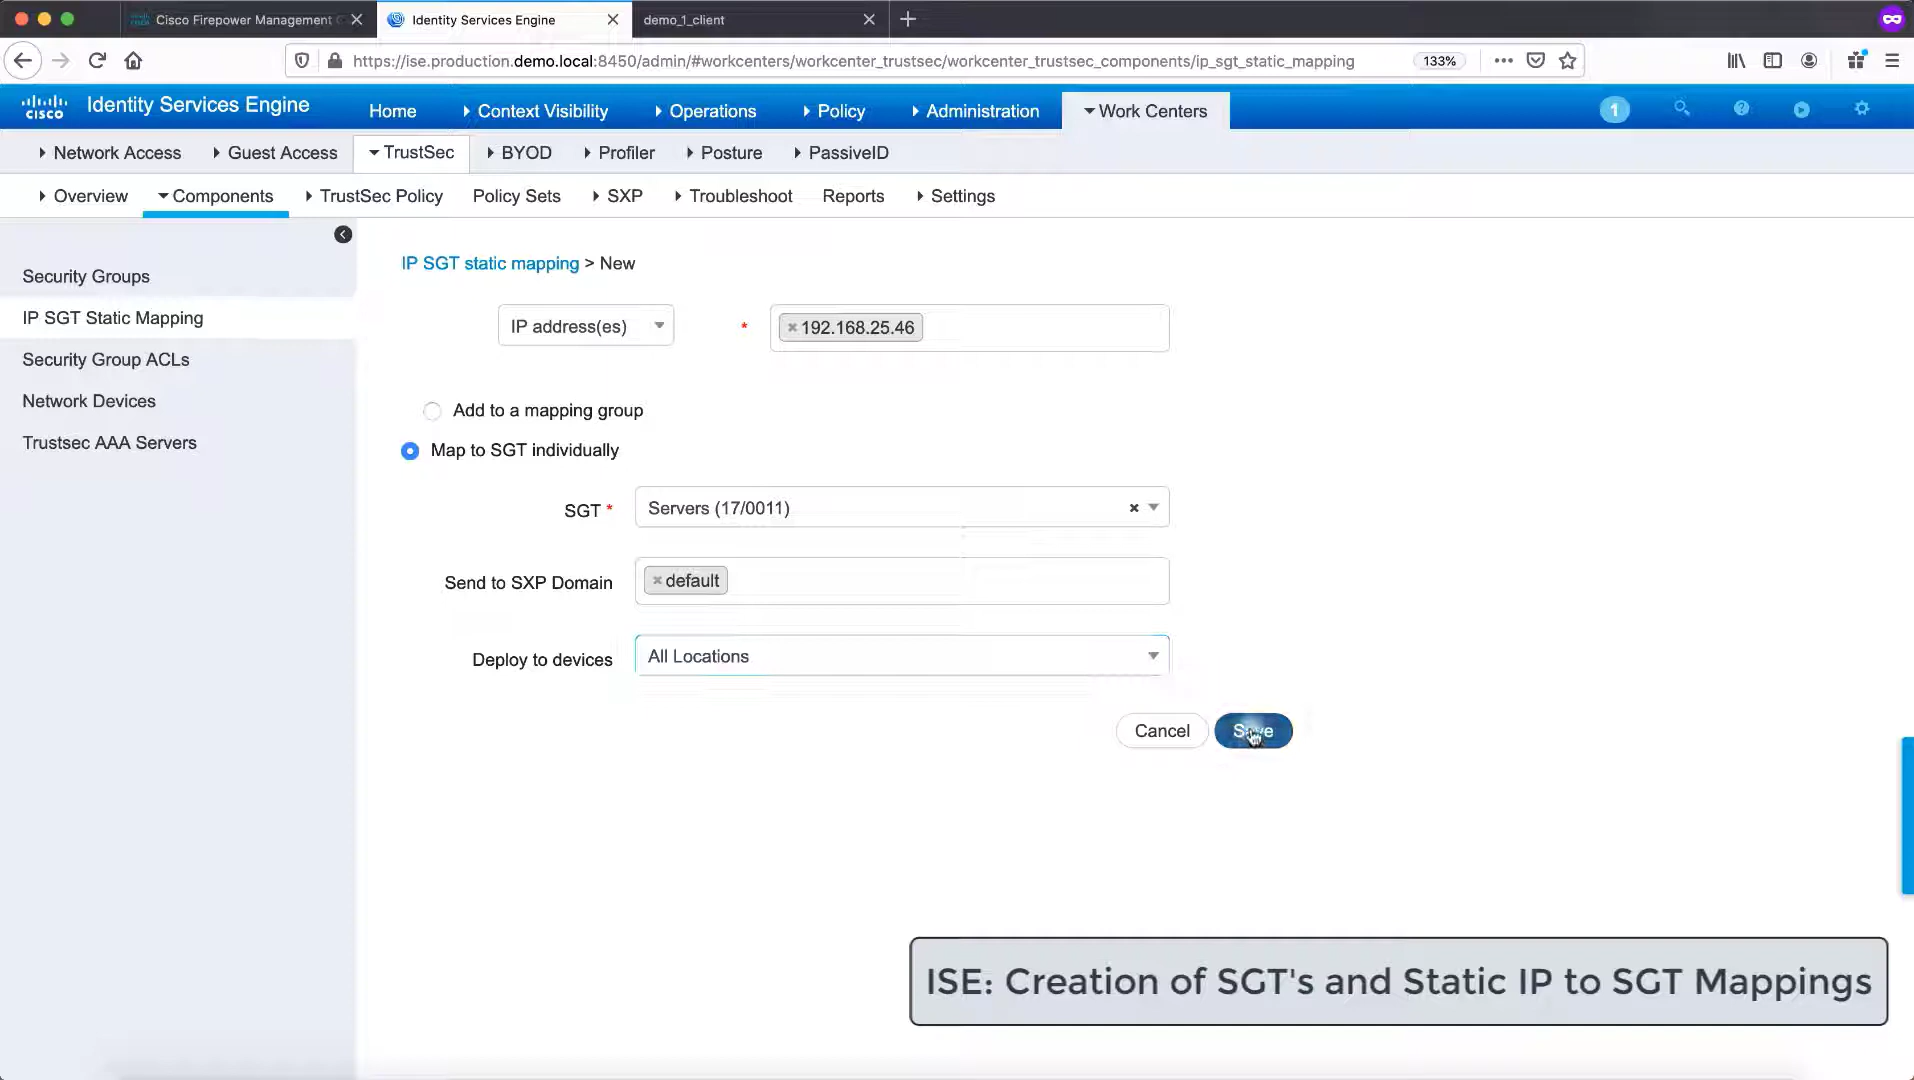 Cisco Firepower Management
Identity Services Engine
demo_1_client
https://ise.production.demo.local:8450/admin/#workcenters/workcenter_trustsec/workcenter_trustsec_components/ip_sgt_static_mapping
133%
cisco
Identity Services Engine
Home
Context Visibility
Operations
Policy
Administration
Work Centers
1
Network Access
Guest Access
TrustSec
BYOD
Profiler
Posture
PassiveID
Overview
Components
TrustSec Policy
Policy Sets
SXP
Troubleshoot
Reports
Settings
Security Groups
IP SGT Static Mapping
Security Group ACLs
Network Devices
Trustsec AAA Servers
IP SGT static mapping > New
IP address(es)
*
192.168.25.46
Add to a mapping group
Map to SGT individually
SGT *
Servers (17/0011)
Send to SXP Domain
default
Deploy to devices
All Locations
Cancel
Save
ISE: Creation of SGT's and Static IP to SGT Mappings